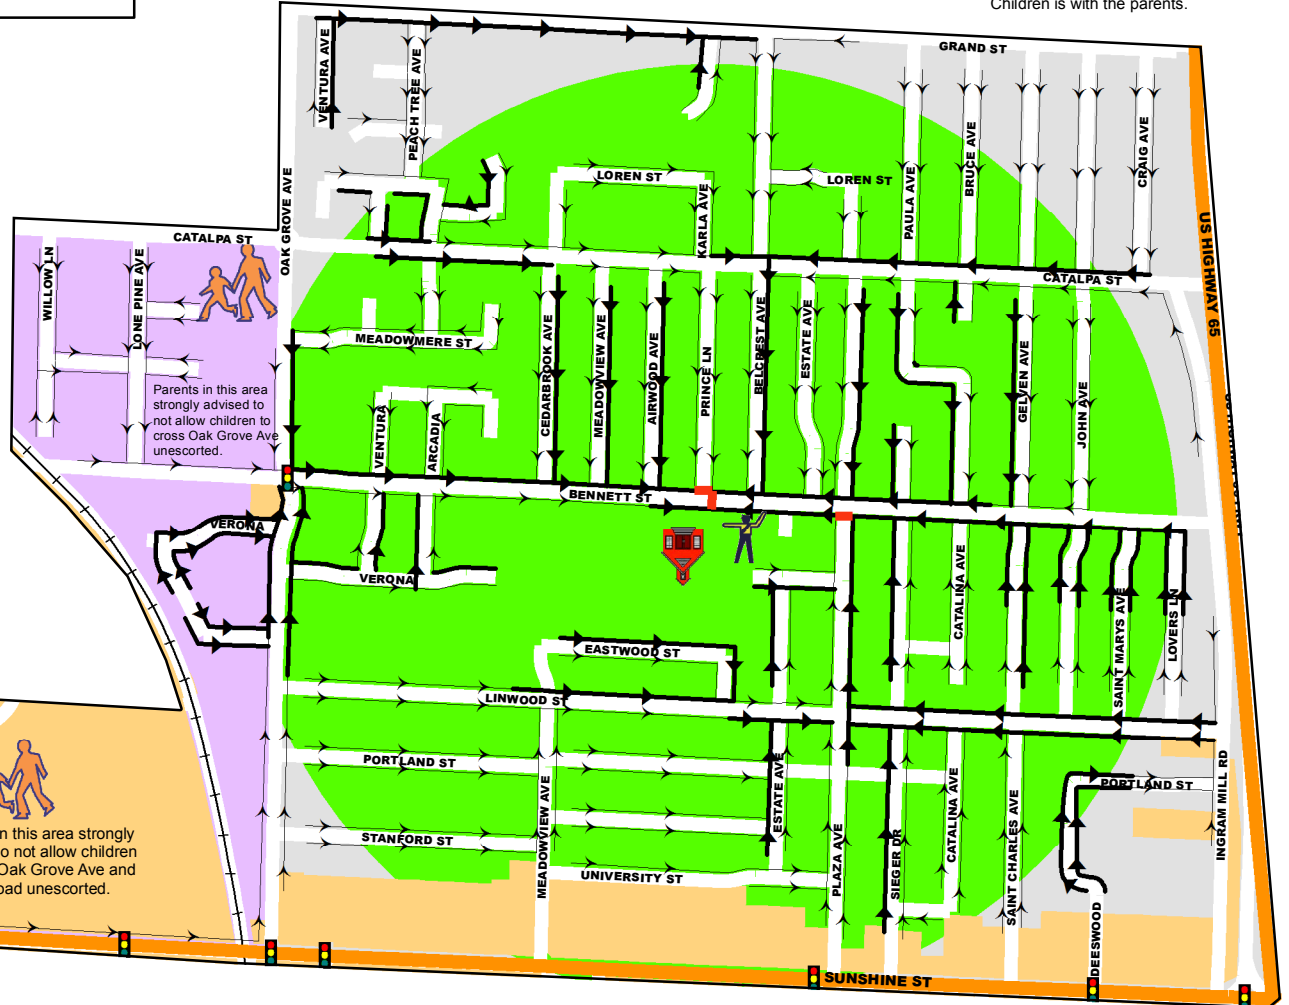 Children is with the parents.
GRAND ST
VENTURA AVE
PEACH TREE AVE
CRAIG AVE
BRUCE AVE
PAULA AVE
LOREN ST
LOREN ST
KARLA AVE
OAK GROVE AVE
US HIGHWAY 65
CATALPA ST
CATALPA ST
WILLOW LN
LONE PINE AVE
MEADOWMERE ST
CEDARBROOK AVE
MEADOWVIEW AVE
AIRWOOD AVE
PRINCE LN
BELCREST AVE
ESTATE AVE
GELVEN AVE
JOHN AVE
Parents in this area
strongly advised to
not allow children to
cross Oak Grove Ave
unescorted.
VENTURA
ARCADIA
BENNETT ST
VERONA
VERONA
CATALINA AVE
SAINT MARYS AVE
LOVERS LN
EASTWOOD ST
LINWOOD ST
PORTLAND ST
PORTLAND ST
MEADOWVIEW AVE
ESTATE AVE
PLAZA AVE
SIEGER DR
CATALINA AVE
SAINT CHARLES AVE
INGRAM MILL RD
STANFORD ST
UNIVERSITY ST
n this area strongly
o not allow children
Oak Grove Ave and
oad unescorted.
DEESWOOD
SUNSHINE ST